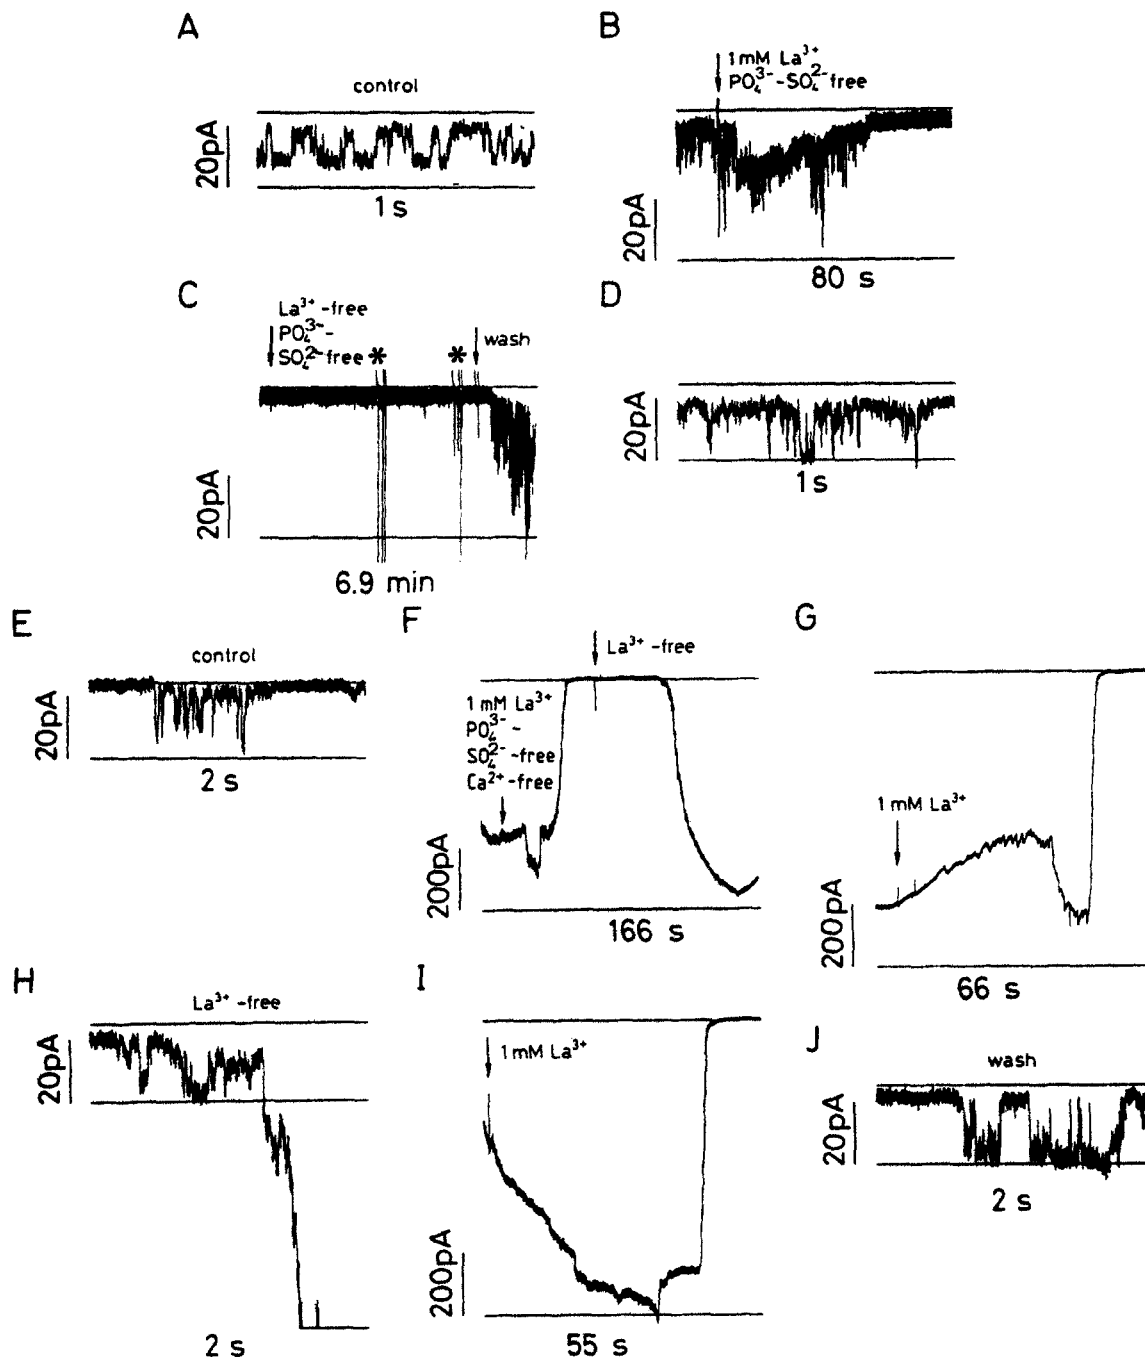 A
control
20pA
1 s
B
1 mM La³⁺
PO₄³⁻-SO₄²⁻free
20pA
80 s
C
La³⁺-free
PO₄³⁻-
SO₄²⁻free
*
*
wash
20pA
6.9 min
D
20pA
1 s
E
control
20pA
2 s
F
La³⁺-free
1 mM La³⁺
PO₄³⁻-
SO₄²⁻-free
Ca²⁺-free
200pA
166 s
G
1 mM La³⁺
200pA
66 s
H
La³⁺-free
20pA
2 s
I
1 mM La³⁺
200pA
55 s
J
wash
20pA
2 s